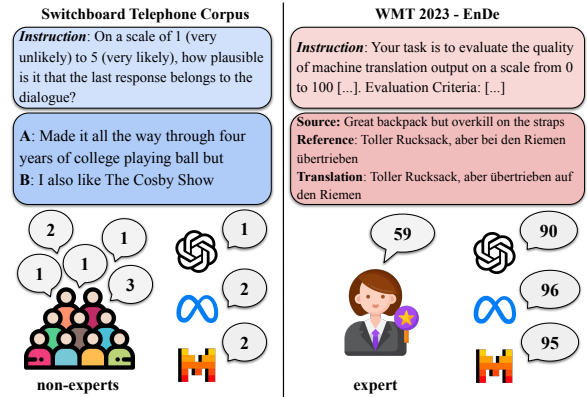 Switchboard Telephone Corpus
Instruction: On a scale of 1 (very
unlikely) to 5 (very likely), how plausible
is it that the last response belongs to the
dialogue?
A: Made it all the way through four
years of college playing ball but
B: I also like The Cosby Show
2
1
1
1
3
non-experts
1
2
2
WMT 2023 - EnDe
Instruction: Your task is to evaluate the quality
of machine translation output on a scale from 0
to 100 [...]. Evaluation Criteria: [...]
Source: Great backpack but overkill on the straps
Reference: Toller Rucksack, aber bei den Riemen
übertrieben
Translation: Toller Rucksack, aber übertrieben auf
den Riemen
59
expert
90
96
95